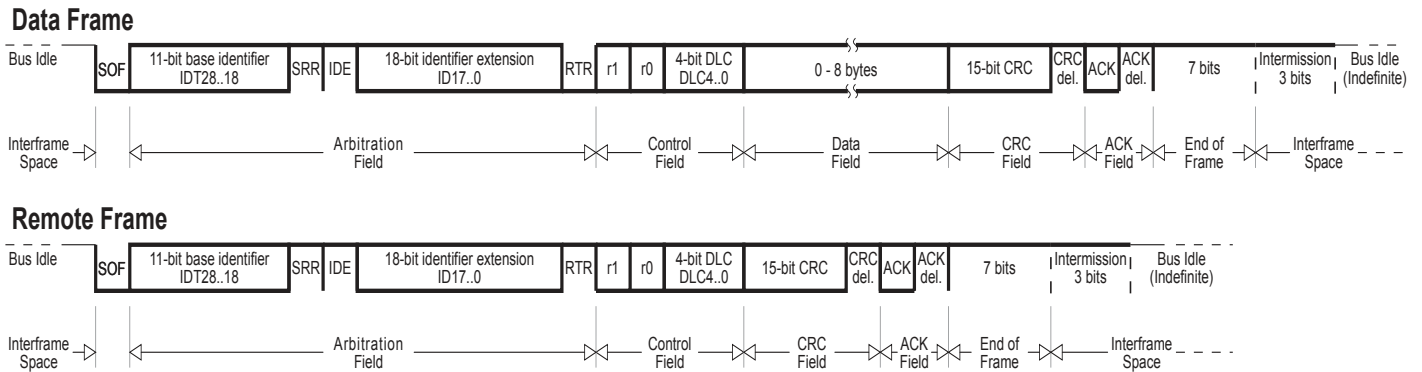 Data Frame
Bus Idle SOF 11-bit base identifier IDT28..18 SRR IDE 18-bit identifier extension ID17..0 RTR r1 r0 4-bit DLC DLC4..0 0 - 8 bytes 15-bit CRC CRC del. ACK ACK del. 7 bits Intermission 3 bits Bus Idle (Indefinite)
Interframe Space Arbitration Field Control Field Data Field CRC Field ACK Field End of Frame Interframe Space
Remote Frame
Bus Idle SOF 11-bit base identifier IDT28..18 SRR IDE 18-bit identifier extension ID17..0 RTR r1 r0 4-bit DLC DLC4..0 15-bit CRC CRC del. ACK ACK del. 7 bits Intermission 3 bits Bus Idle (Indefinite)
Interframe Space Arbitration Field Control Field CRC Field ACK Field End of Frame Interframe Space